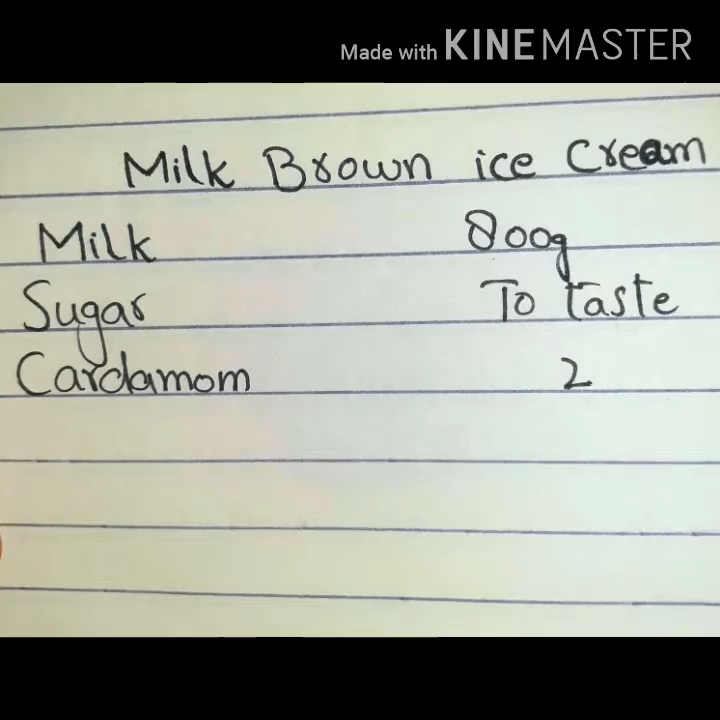 Made with KINEMASTER
Milk Brown ice Cream
Milk 800g
Sugar To taste
Cardamom 2